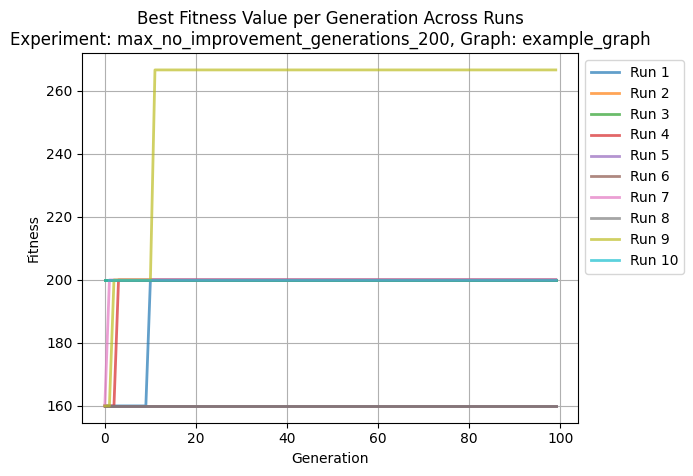 Best Fitness Value per Generation Across Runs
Experiment: max_no_improvement_generations_200, Graph: example_graph
260
240
220
200
180
160
Fitness
0
20
40
60
80
100
Generation
Run 1
Run 2
Run 3
Run 4
Run 5
Run 6
Run 7
Run 8
Run 9
Run 10